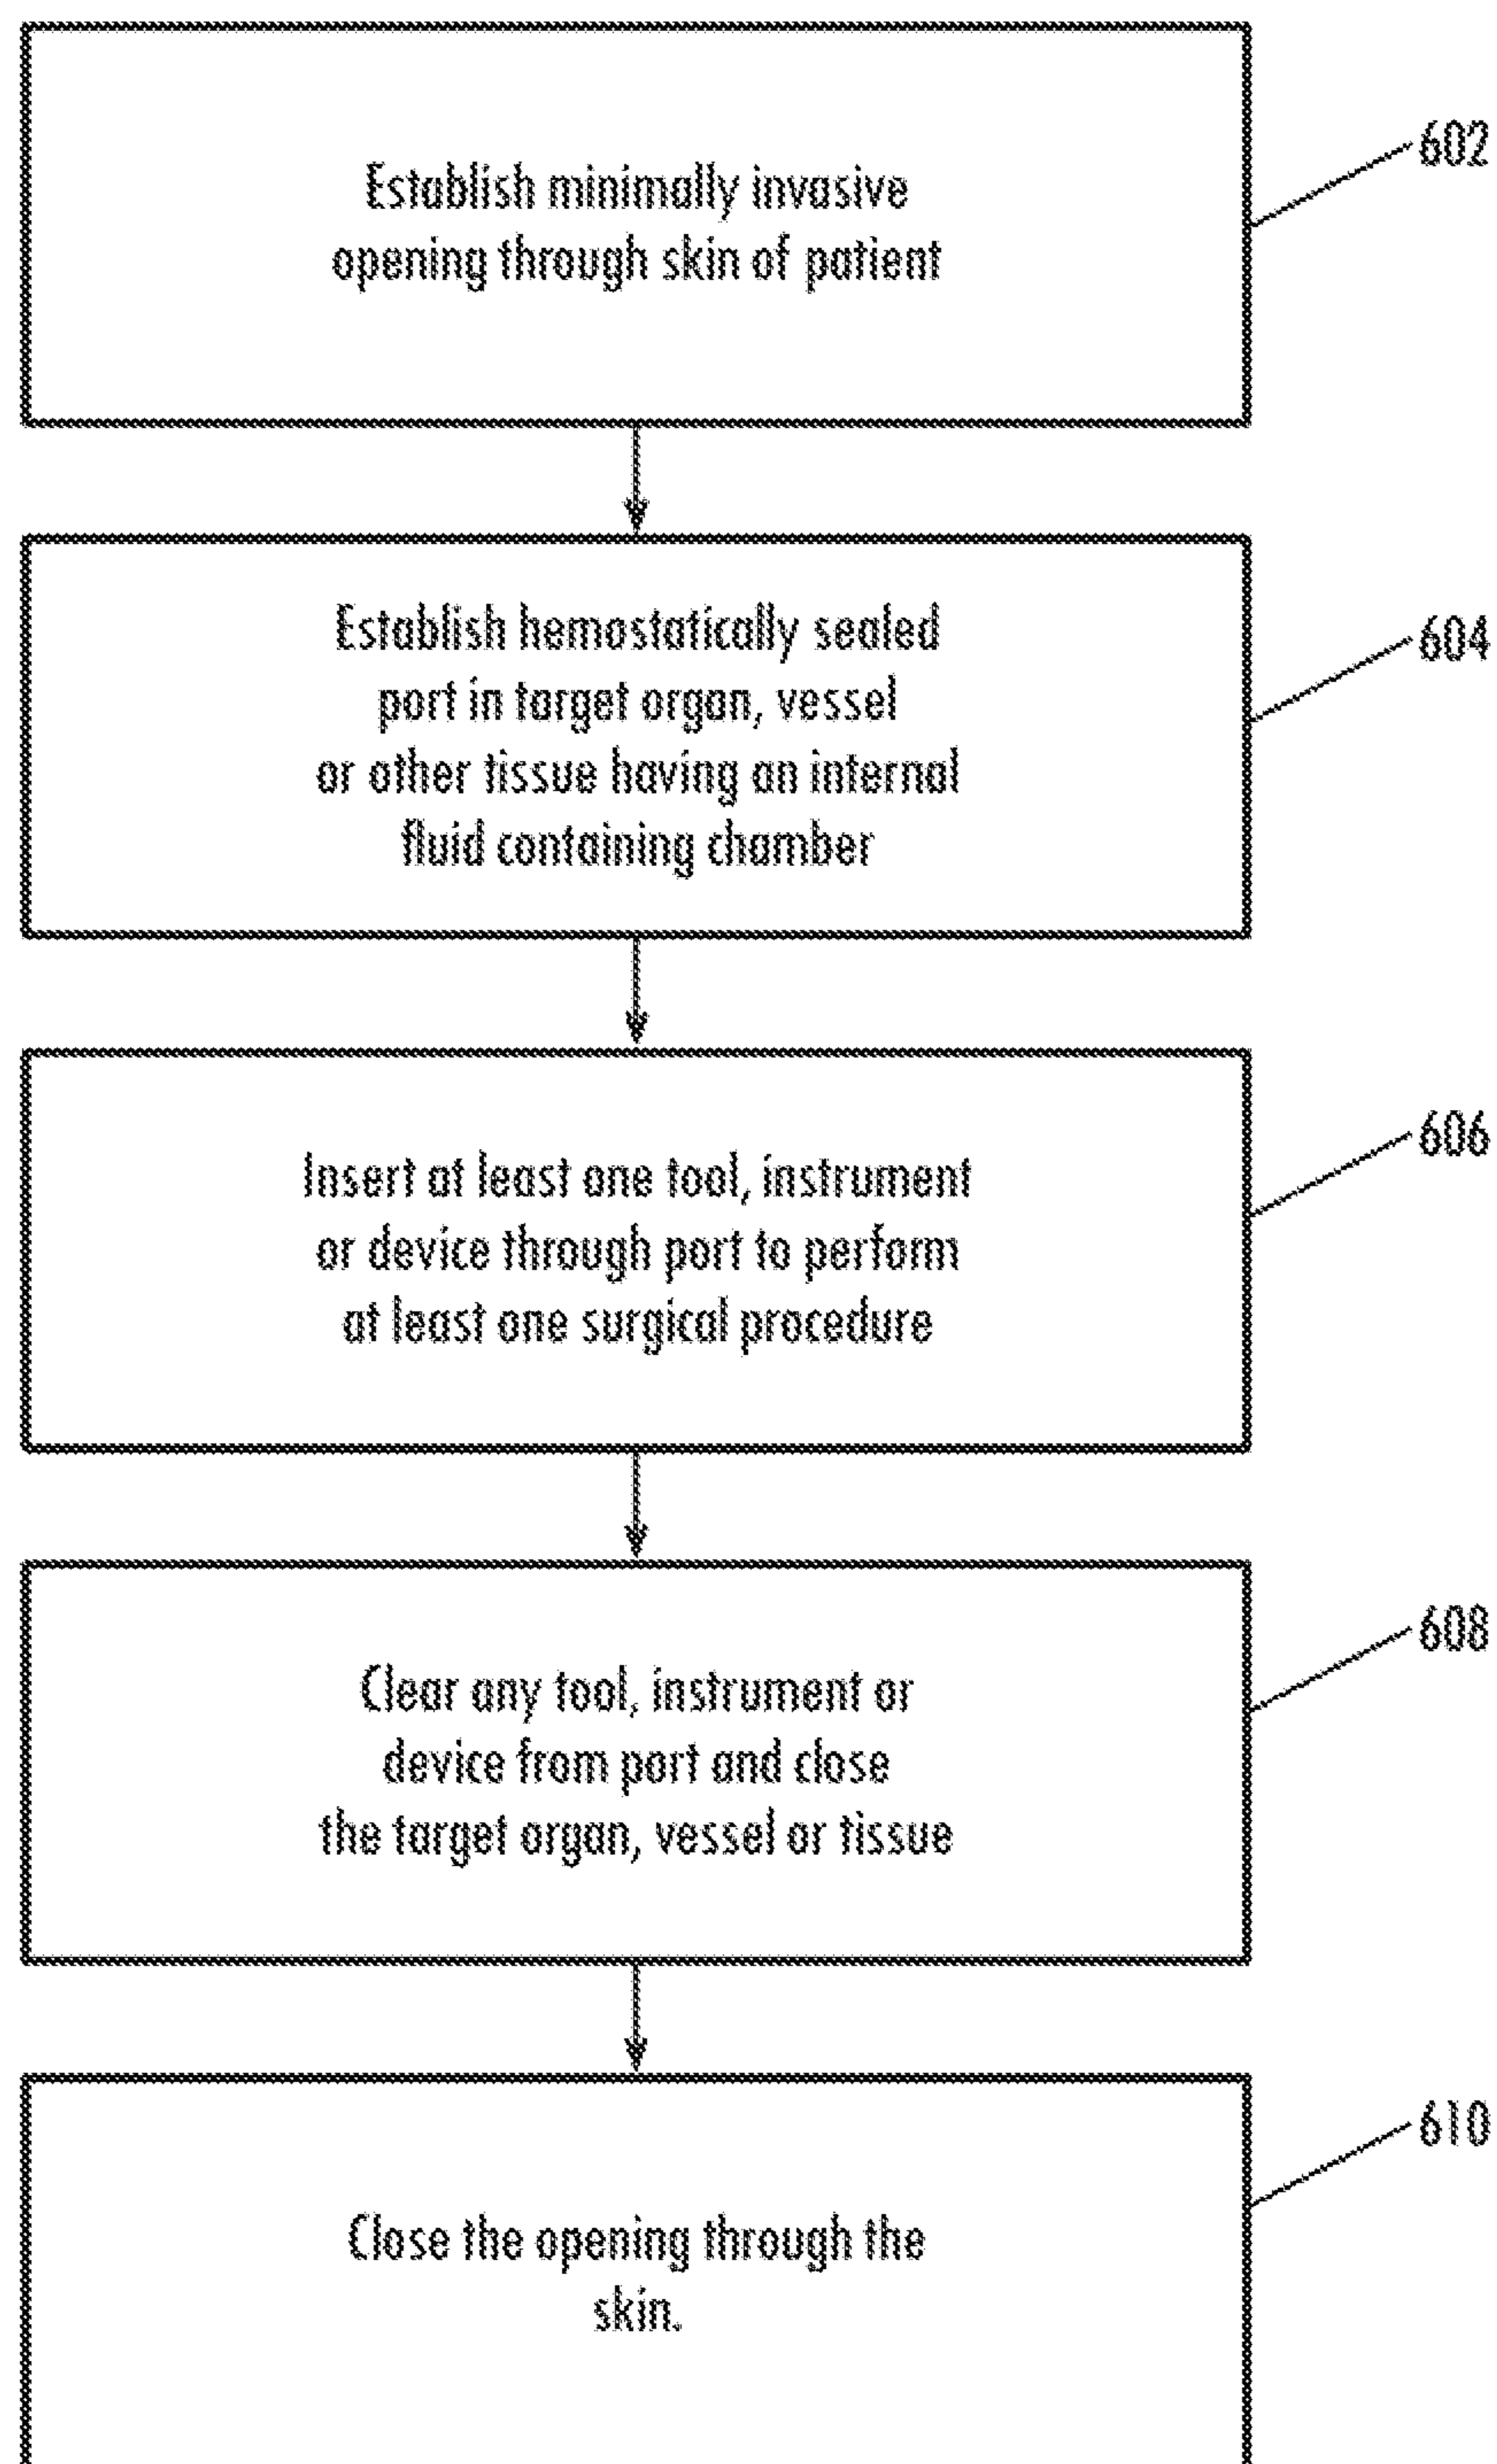 Establish minimally invasive
opening through skin of patient
602
Establish hemostatically sealed
port in target organ, vessel
or other tissue having an internal
fluid containing chamber
604
Insert at least one tool, instrument
or device through port to perform
at least one surgical procedure
606
Clear any tool, instrument or
device from port and close
the target organ, vessel or tissue
608
Close the opening through the
skin.
610